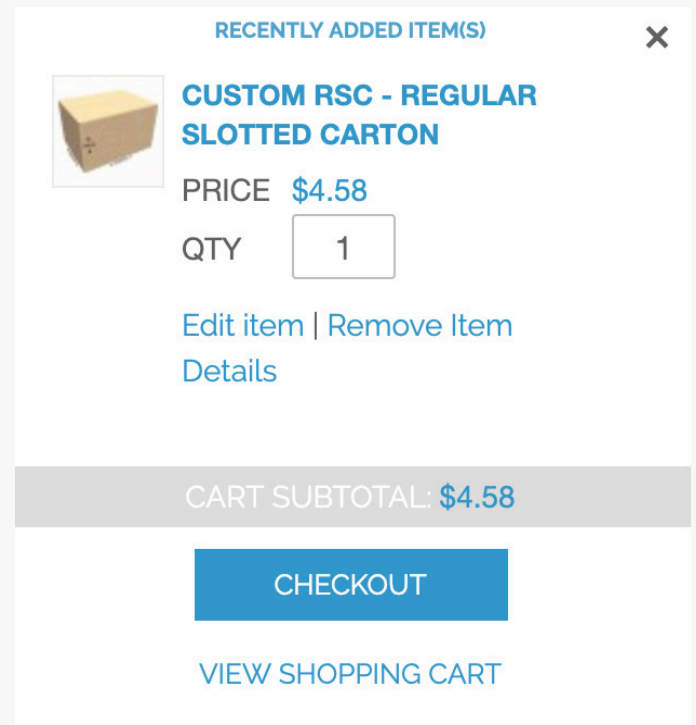 RECENTLY ADDED ITEM(S)
×
CUSTOM RSC - REGULAR
SLOTTED CARTON
PRICE $4.58
QTY 1
Edit item | Remove Item
Details
CART SUBTOTAL: $4.58
CHECKOUT
VIEW SHOPPING CART